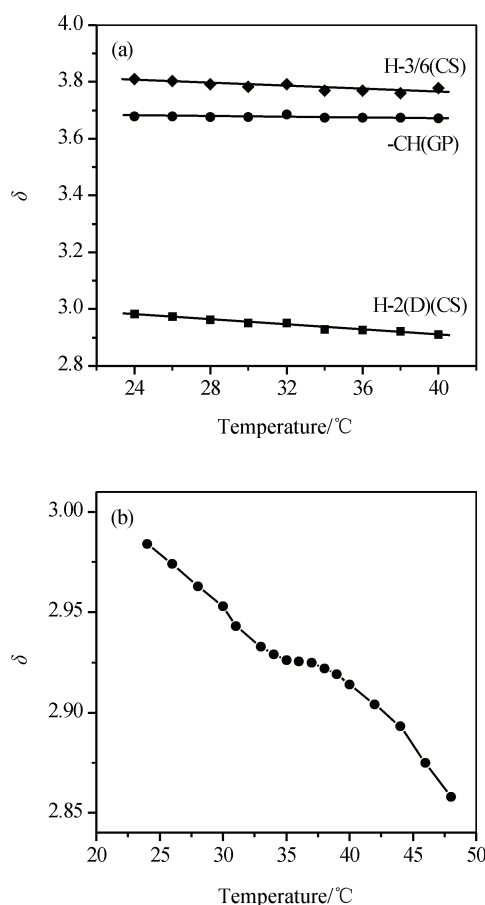 (a)
H-3/6(CS)
-CH(GP)
H-2(D)(CS)
4.0
3.8
3.6
3.4
3.2
3.0
2.8
δ
24 28 32 36 40
Temperature/℃
(b)
3.00
2.95
2.90
2.85
δ
20 25 30 35 40 45 50
Temperature/℃